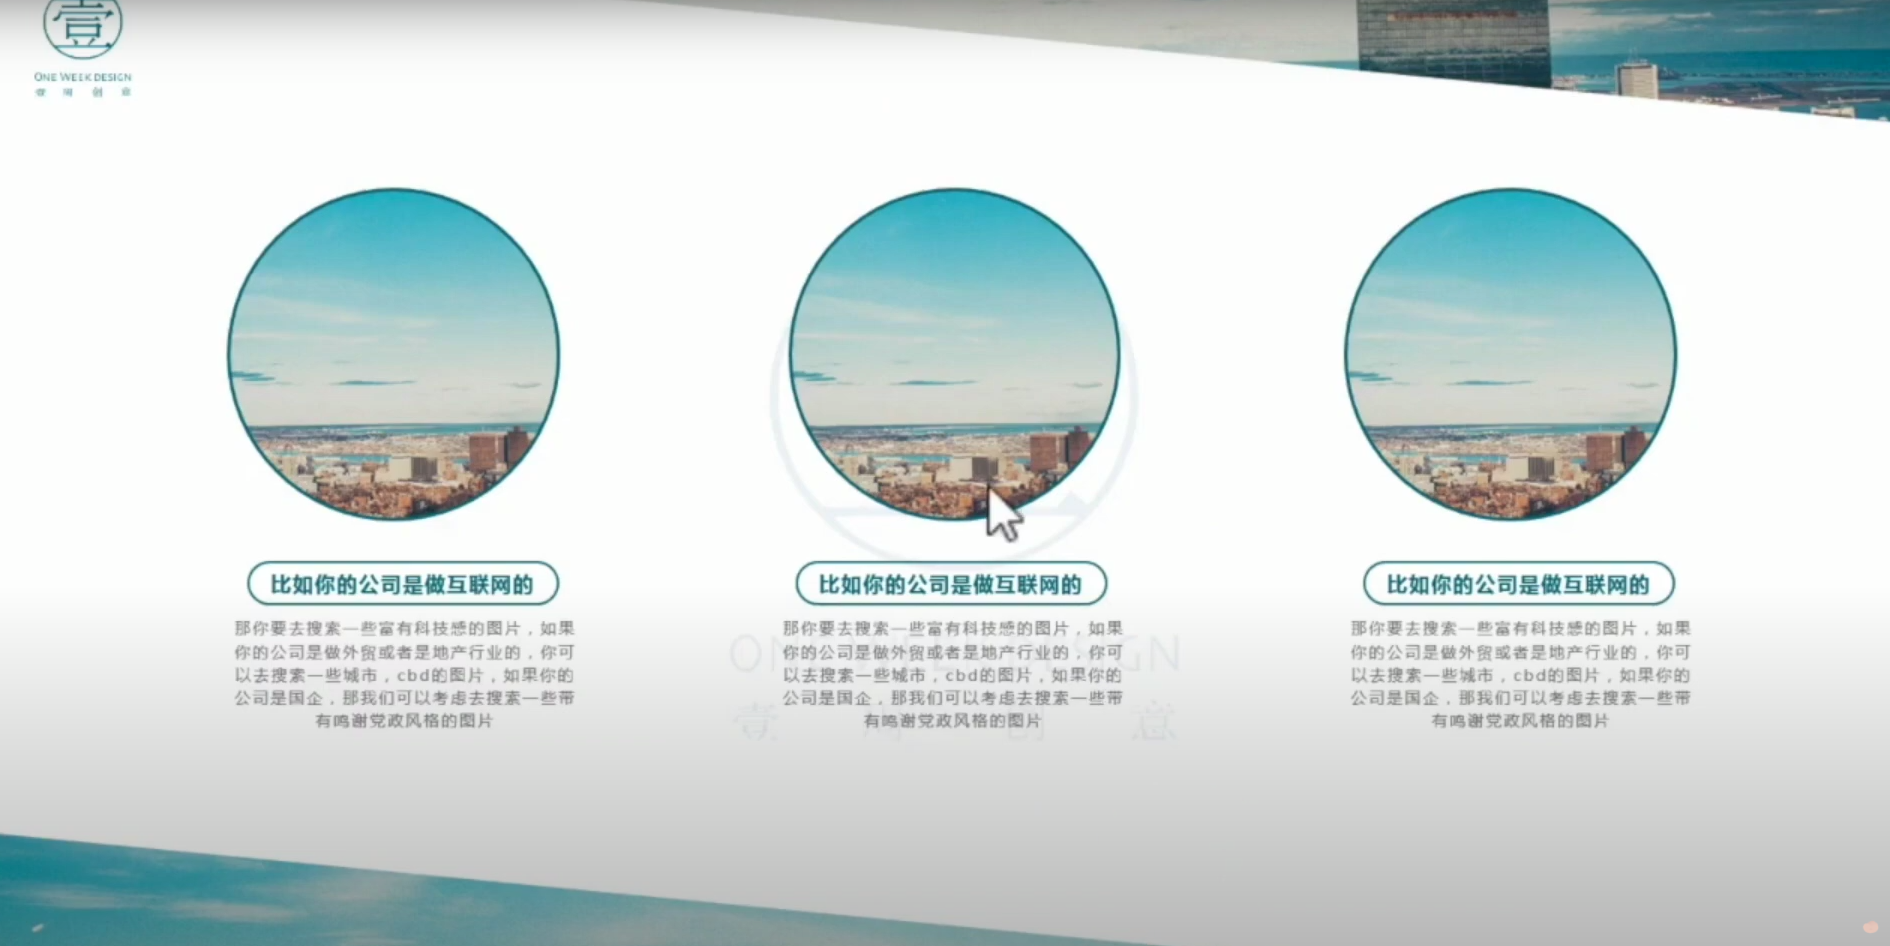 壹
ONE WEEK DESIGN
壹 周 创 意
比如你的公司是做互联网的
那你要去搜索一些富有科技感的图片，如果
你的公司是做外贸或者是地产行业的，你可
以去搜索一些城市，cbd的图片，如果你的
公司是国企，那我们可以考虑去搜索一些带
有鸣谢党政风格的图片
比如你的公司是做互联网的
那你要去搜索一些富有科技感的图片，如果
你的公司是做外贸或者是地产行业的，你可
以去搜索一些城市，cbd的图片，如果你的
公司是国企，那我们可以考虑去搜索一些带
有鸣谢党政风格的图片
比如你的公司是做互联网的
那你要去搜索一些富有科技感的图片，如果
你的公司是做外贸或者是地产行业的，你可
以去搜索一些城市，cbd的图片，如果你的
公司是国企，那我们可以考虑去搜索一些带
有鸣谢党政风格的图片
ONE WEEK DESIGN
壹 周 创 意